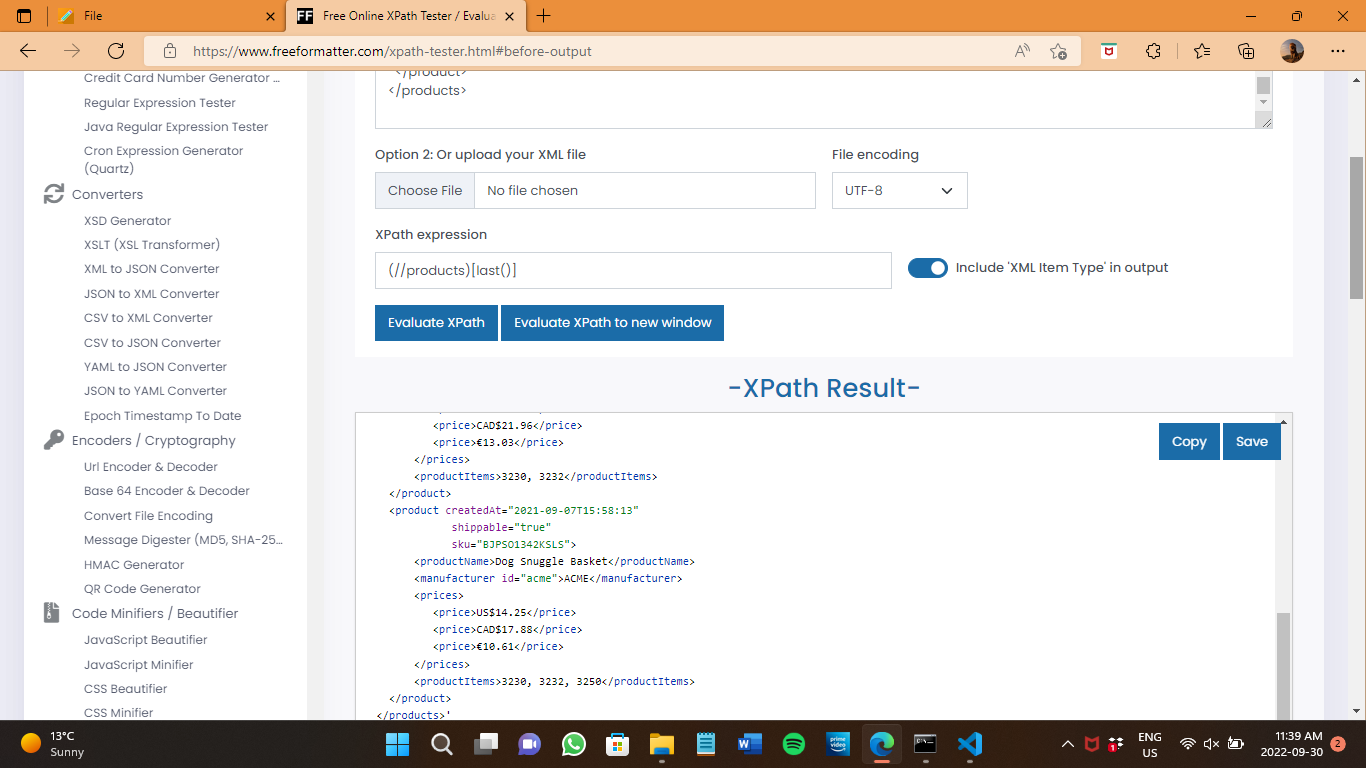 File
FF Free Online XPath Tester / Evalua
https://www.freeformatter.com/xpath-tester.html#before-output
Credit Card Number Generator ...
Regular Expression Tester
Java Regular Expression Tester
Cron Expression Generator
(Quartz)
Converters
XSD Generator
XSLT (XSL Transformer)
XML to JSON Converter
JSON to XML Converter
CSV to XML Converter
CSV to JSON Converter
YAML to JSON Converter
JSON to YAML Converter
Epoch Timestamp To Date
Encoders / Cryptography
Url Encoder & Decoder
Base 64 Encoder & Decoder
Convert File Encoding
Message Digester (MD5, SHA-25...
HMAC Generator
QR Code Generator
Code Minifiers / Beautifier
JavaScript Beautifier
JavaScript Minifier
CSS Beautifier
CSS Minifier
</product>
</products>
Option 2: Or upload your XML file
File encoding
Choose File No file chosen
UTF-8
XPath expression
(//products)[last()]
Include 'XML Item Type' in output
Evaluate XPath
Evaluate XPath to new window
-XPath Result-
Copy
Save
<price>CAD$21.96</price>
<price>€13.03</price>
</prices>
<productItems>3230, 3232</productItems>
</product>
<product createdAt="2021-09-07T15:58:13"
shippable="true"
sku="BJPSO1342KSLS">
<productName>Dog Snuggle Basket</productName>
<manufacturer id="acme">ACME</manufacturer>
<prices>
<price>US$14.25</price>
<price>CAD$17.88</price>
<price>€10.61</price>
</prices>
<productItems>3230, 3232, 3250</productItems>
</product>
</products>'
13°C
Sunny
prime video
1
ENG
US
11:39 AM
2022-09-30
2